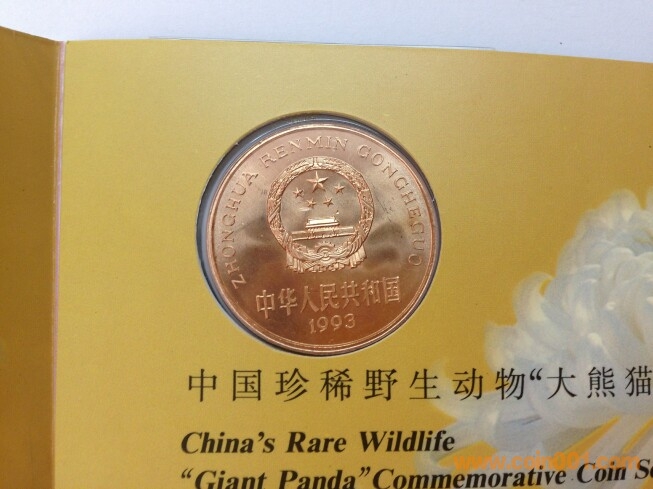 ZHONGHUA RENMIN GONGHEGUO
中华人民共和国
1993
中国珍稀野生动物“大熊猫
China's Rare Wildlife
“Giant Panda” Commemorative Coin Se